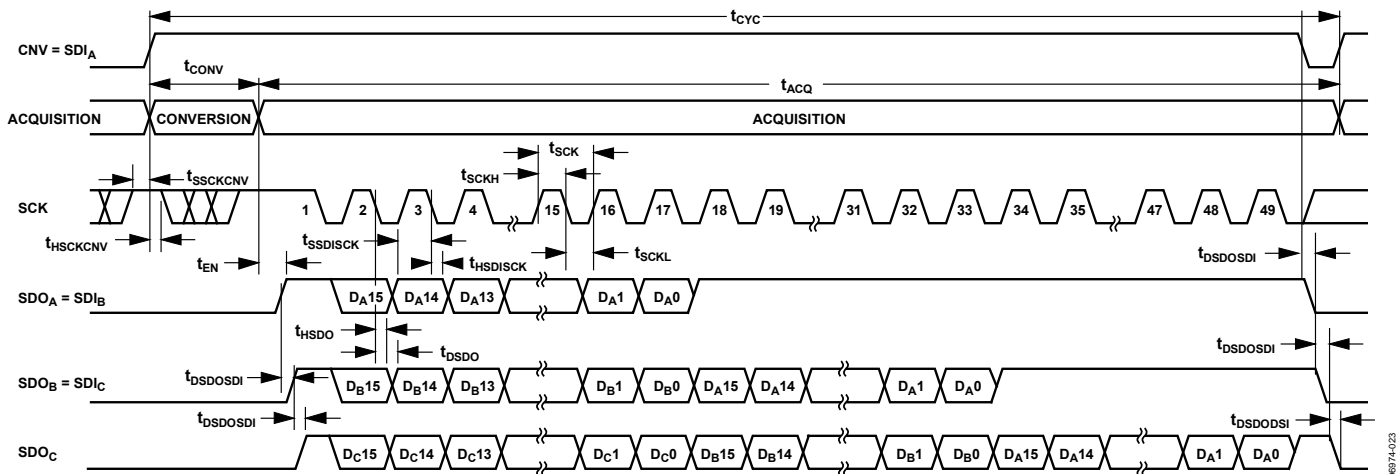 tCYC
CNV = SDIA
tCONV
tACQ
ACQUISITION CONVERSION ACQUISITION
tSCK
tSSCKCNV tSCKH
SCK 1 2 3 4 15 16 17 18 19 31 32 33 34 35 47 48 49
tHSCKCNV tSSDISCK tSCKL
tEN tHSDISCK tDSDOSDI
SDOA = SDIB DA15 DA14 DA13 DA1 DA0
tHSDO
tDSDO tDSDOSDI
tDSDOSDI
SDOB = SDIC DB15 DB14 DB13 DB1 DB0 DA15 DA14 DA1 DA0
tDSDOSDI tDSDODSI
SDOC DC15 DC14 DC13 DC1 DC0 DB15 DB14 DB1 DB0 DA15 DA14 DA1 DA0
06974-023